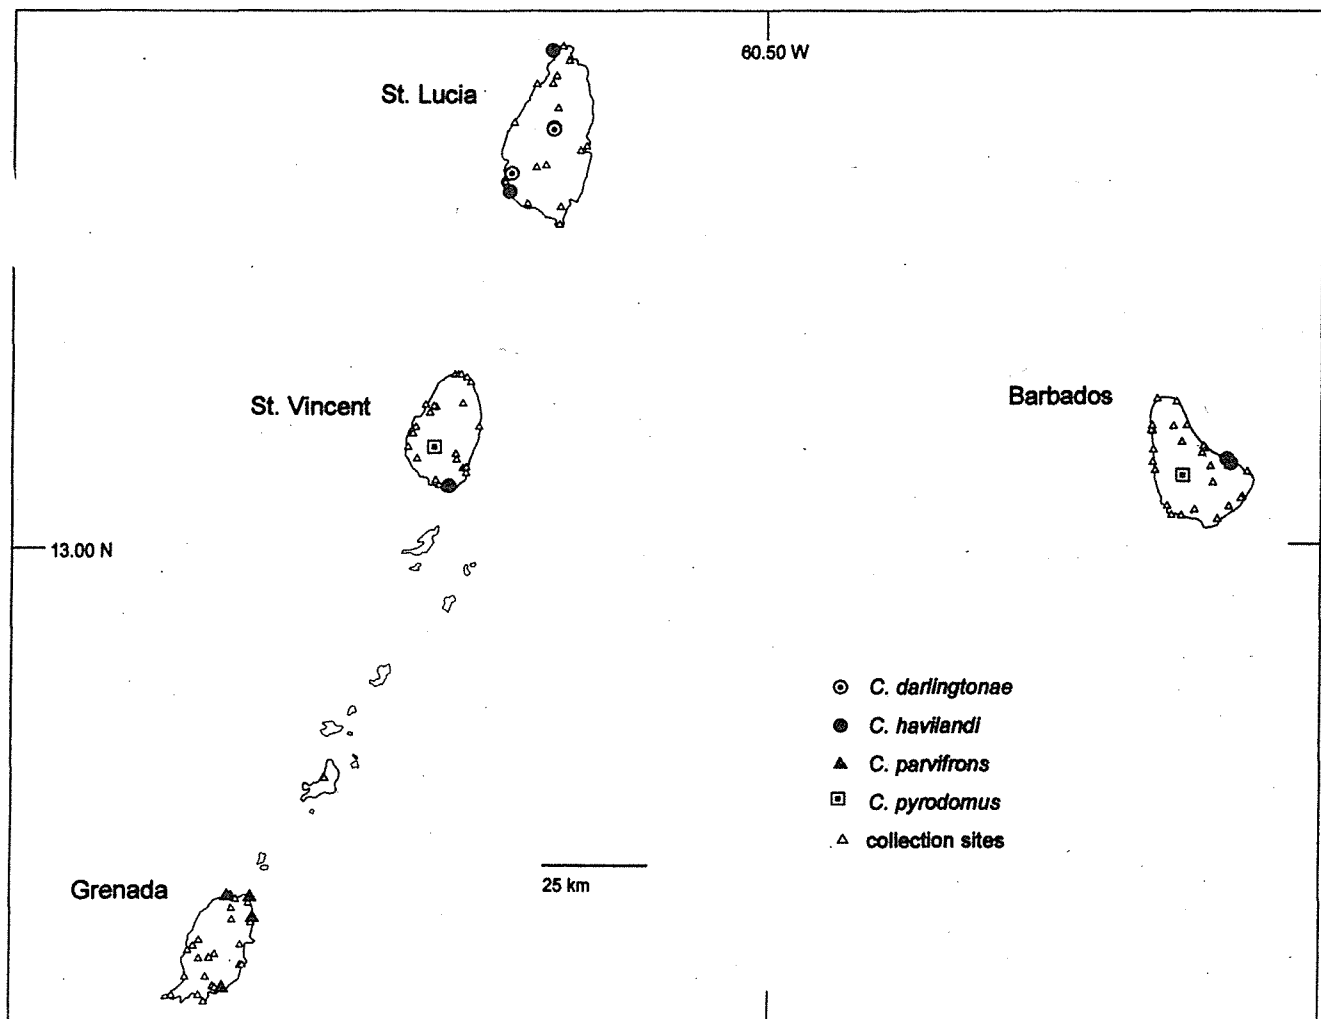 60.50 W
St. Lucia
St. Vincent
Barbados
13.00 N
C. darlingtonae
C. havilandi
C. parvifrons
C. pyrodomus
collection sites
25 km
Grenada